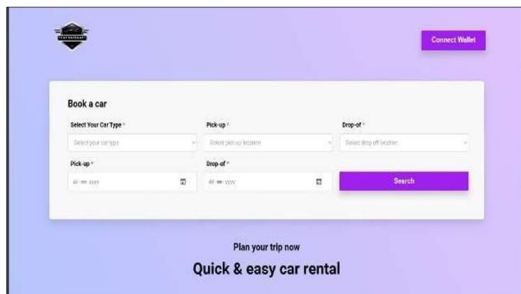 Connect Wallet
Book a car
Select Your Car Type *
Pick-up *
Drop-of *
Select your car type
Select pick up location
Select drop off location
Pick-up *
Drop-of *
Search
Plan your trip now
Quick & easy car rental